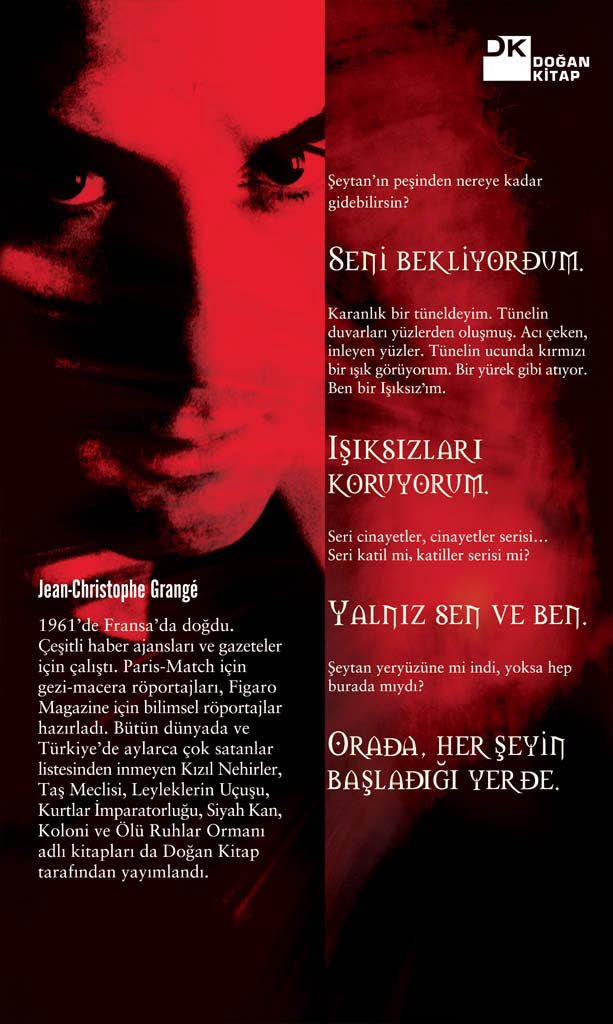 DK DOĞAN
KİTAP
Şeytan'ın peşinden nereye kadar
gidebilirsin?
SENİ BEKLİYORDUM.
Karanlık bir tüneldeyim. Tünelin
duvarları yüzlerden oluşmuş. Acı çeken,
inleyen yüzler. Tünelin ucunda kırmızı
bir ışık görüyorum. Bir yürek gibi atıyor.
Ben bir Işıksız'ım.
IŞIKSIZLARI
KORUYORUM.
Seri cinayetler, cinayetler serisi...
Seri katil mi, katiller serisi mi?
YALNIZ SEN VE BEN.
Şeytan yeryüzüne mi indi, yoksa hep
burada mıydı?
ORADA, HER ŞEYİN
BAŞLADIĞI YERDE.
Jean-Christophe Grangé
1961'de Fransa'da doğdu.
Çeşitli haber ajansları ve gazeteler
için çalıştı. Paris-Match için
gezi-macera röportajları, Figaro
Magazine için bilimsel röportajlar
hazırladı. Bütün dünyada ve
Türkiye'de aylarca çok satanlar
listesinden inmeyen Kızıl Nehirler,
Taş Meclisi, Leyleklerin Uçuşu,
Kurtlar İmparatorluğu, Siyah Kan,
Koloni ve Ölü Ruhlar Ormanı
adlı kitapları da Doğan Kitap
tarafından yayımlandı.